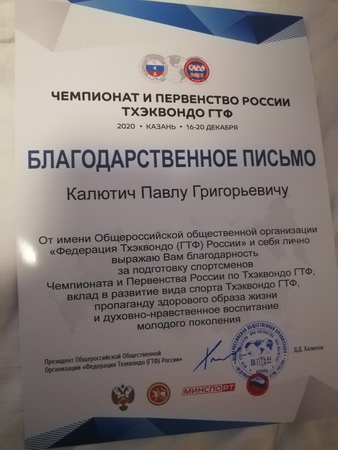 ЧЕМПИОНАТ И ПЕРВЕНСТВО РОССИИ
ТХЭКВОНДО ГТФ
2020 • КАЗАНЬ • 16-20 ДЕКАБРЯ
БЛАГОДАРСТВЕННОЕ ПИСЬМО
Калютич Павлу Григорьевичу
От имени Общероссийской общественной организации
«Федерация Тхэквондо (ГТФ) России» и себя лично
выражаю Вам благодарность
за подготовку спортсменов
Чемпионата и Первенства России по Тхэквондо ГТФ,
вклад в развитие вида спорта Тхэквондо ГТФ,
пропаганду здорового образа жизни
и духовно-нравственное воспитание
молодого поколения
Президент Общероссийской Общественной
Организации «Федерация Тхэквондо (ГТФ) России»
Д.Д.
МИНСПОРТ